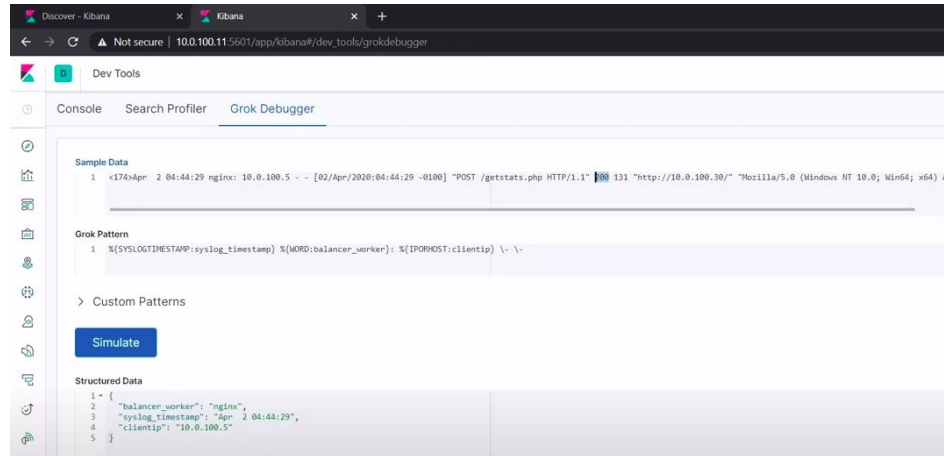 Discover - Kibana
Kibana
Not secure | 10.0.100.11:5601/app/kibana#/dev_tools/grokdebugger
D Dev Tools
Console Search Profiler Grok Debugger
Sample Data
1 <174>Apr  2 04:44:29 nginx: 10.0.100.5 - - [02/Apr/2020:04:44:29 -0100] "POST /getstats.php HTTP/1.1" 200 131 "http://10.0.100.30/" "Mozilla/5.0 (Windows NT 10.0; Win64; x64)
Grok Pattern
1 %{SYSLOGTIMESTAMP:syslog_timestamp} %{WORD:balancer_worker}: %{IPORHOST:clientip} \- \-
> Custom Patterns
Simulate
Structured Data
1 {
2 "balancer_worker": "nginx",
3 "syslog_timestamp": "Apr  2 04:44:29",
4 "clientip": "10.0.100.5"
5 }